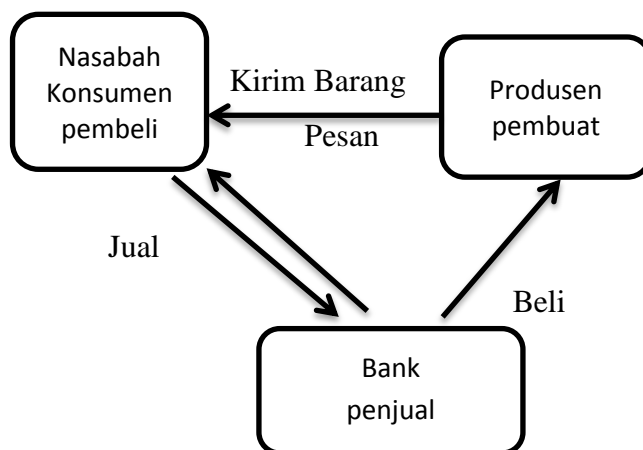 Nasabah
Konsumen
pembeli
Kirim Barang
Pesan
Produsen
pembuat
Jual
Beli
Bank
penjual